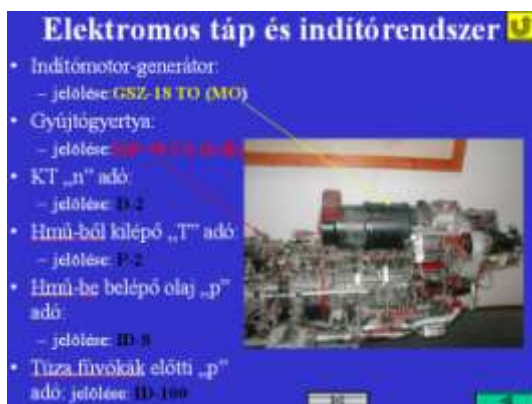 Elektromos táp és indítórendszer
• Indítómotor-generátor:
– jelölése:GSZ-18 TO (MO)
• Gyújtógyertya:
– jelölése:
• KT „n” adó:
– jelölése: D-2
• Hmü-ből kilépő „T” adó:
– jelölése: P-2
• Hmü-be belépő olaj „p”
adó:
– jelölése: ID-8
• Tüza.fúvókák előtti „p”
adó: jelölése: ID-100